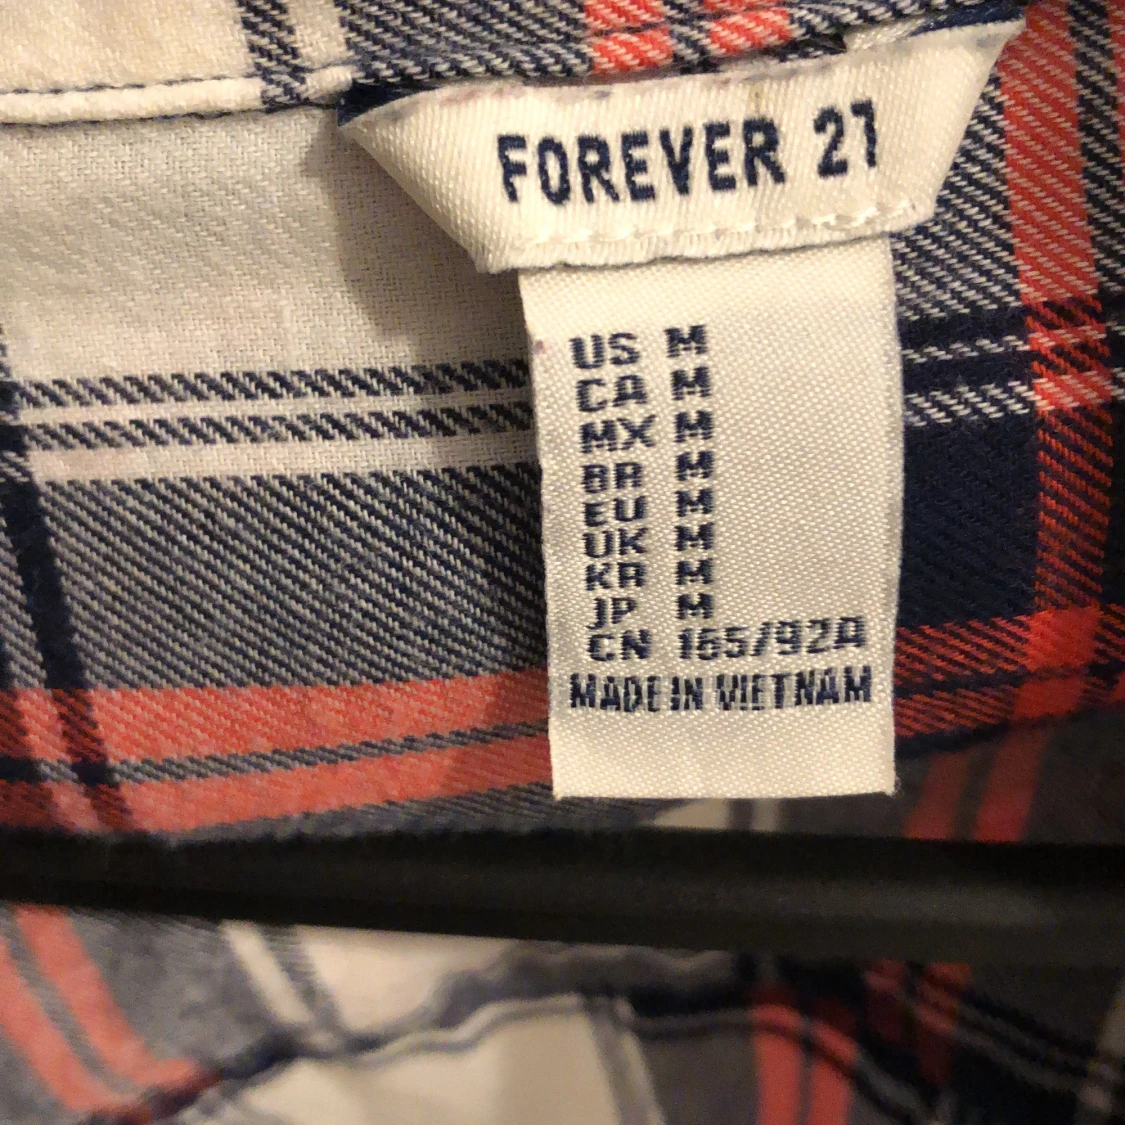 FOREVER 21
US M
CA M
MX M
BR M
EU M
UK M
KR M
JP M
CN 165/92A
MADE IN VIETNAM